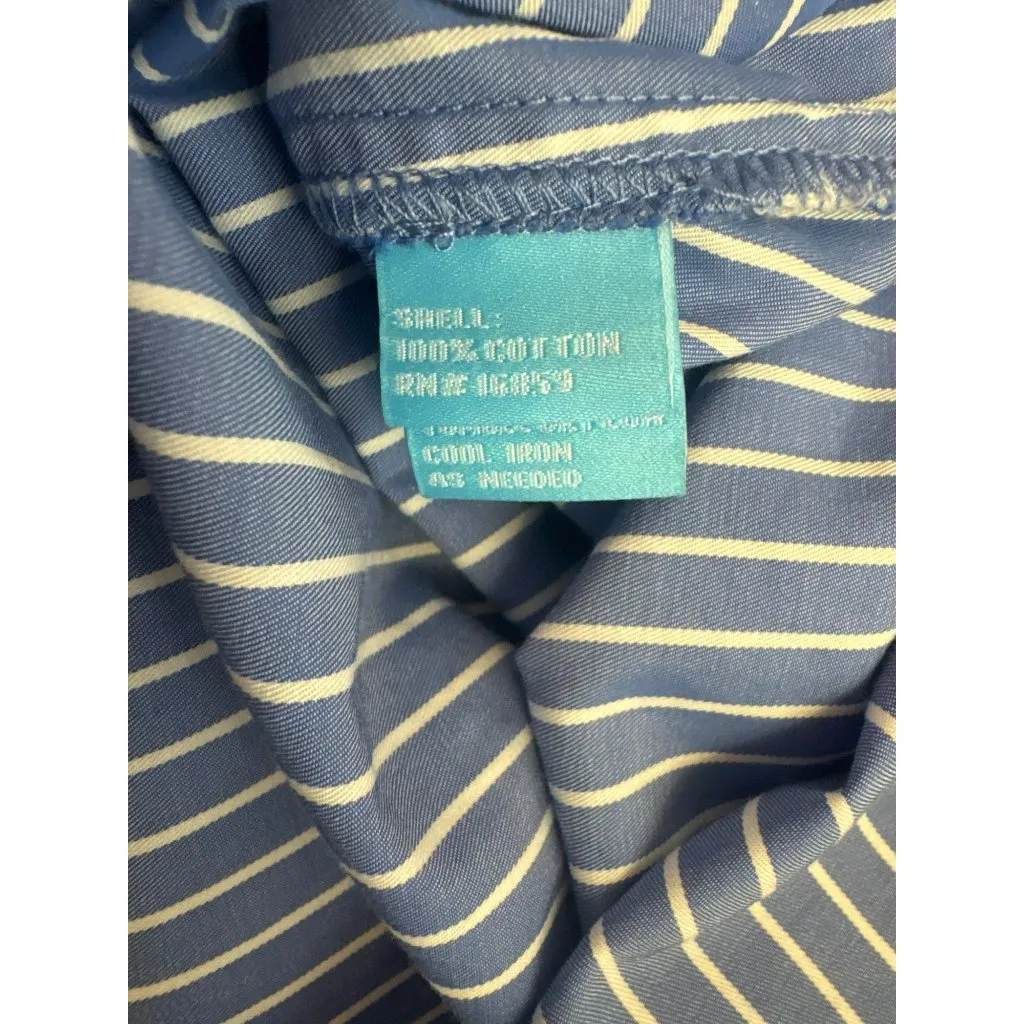 SHELL:
100% COTTON
RN# 16859
COOL IRON
AS NEEDED